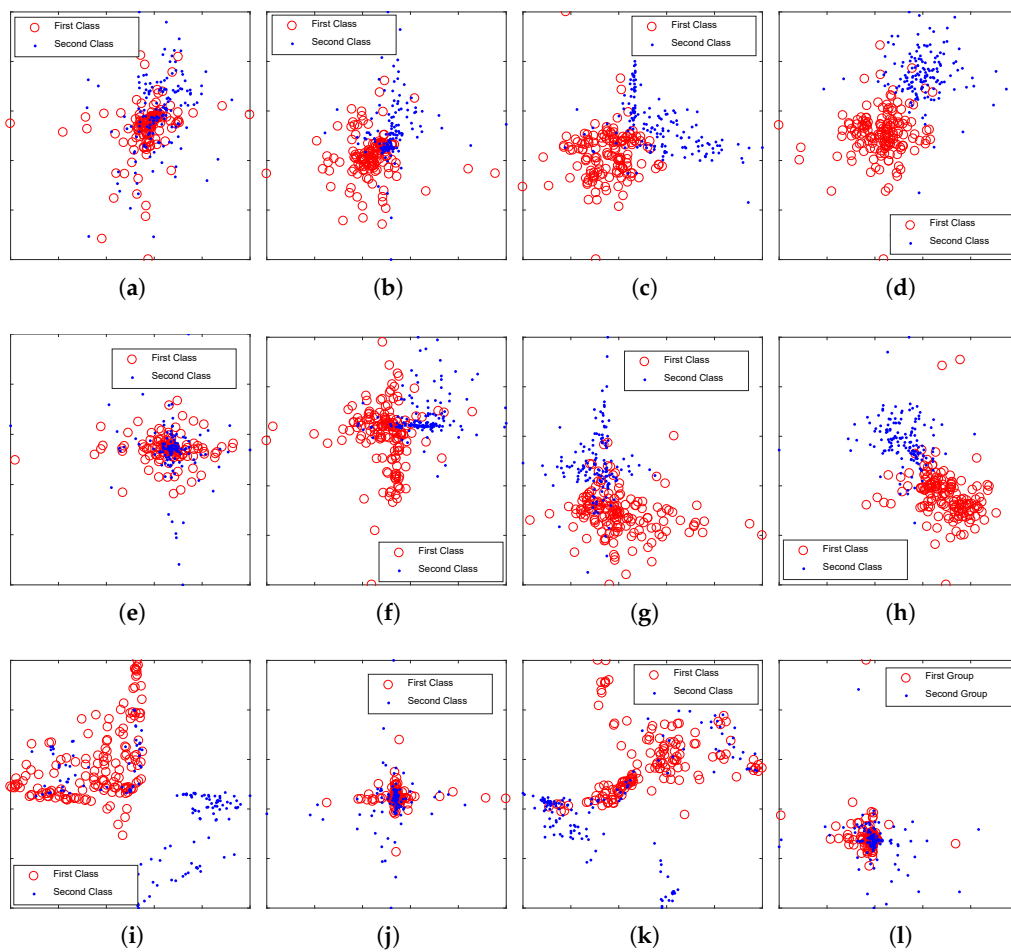 First Class
Second Class
First Class
Second Class
First Class
Second Class
First Class
Second Class
(a)
(b)
(c)
(d)
First Class
Second Class
First Class
Second Class
First Class
Second Class
First Class
Second Class
(e)
(f)
(g)
(h)
First Class
Second Class
First Class
Second Class
First Class
Second Class
First Group
Second Group
(i)
(j)
(k)
(l)